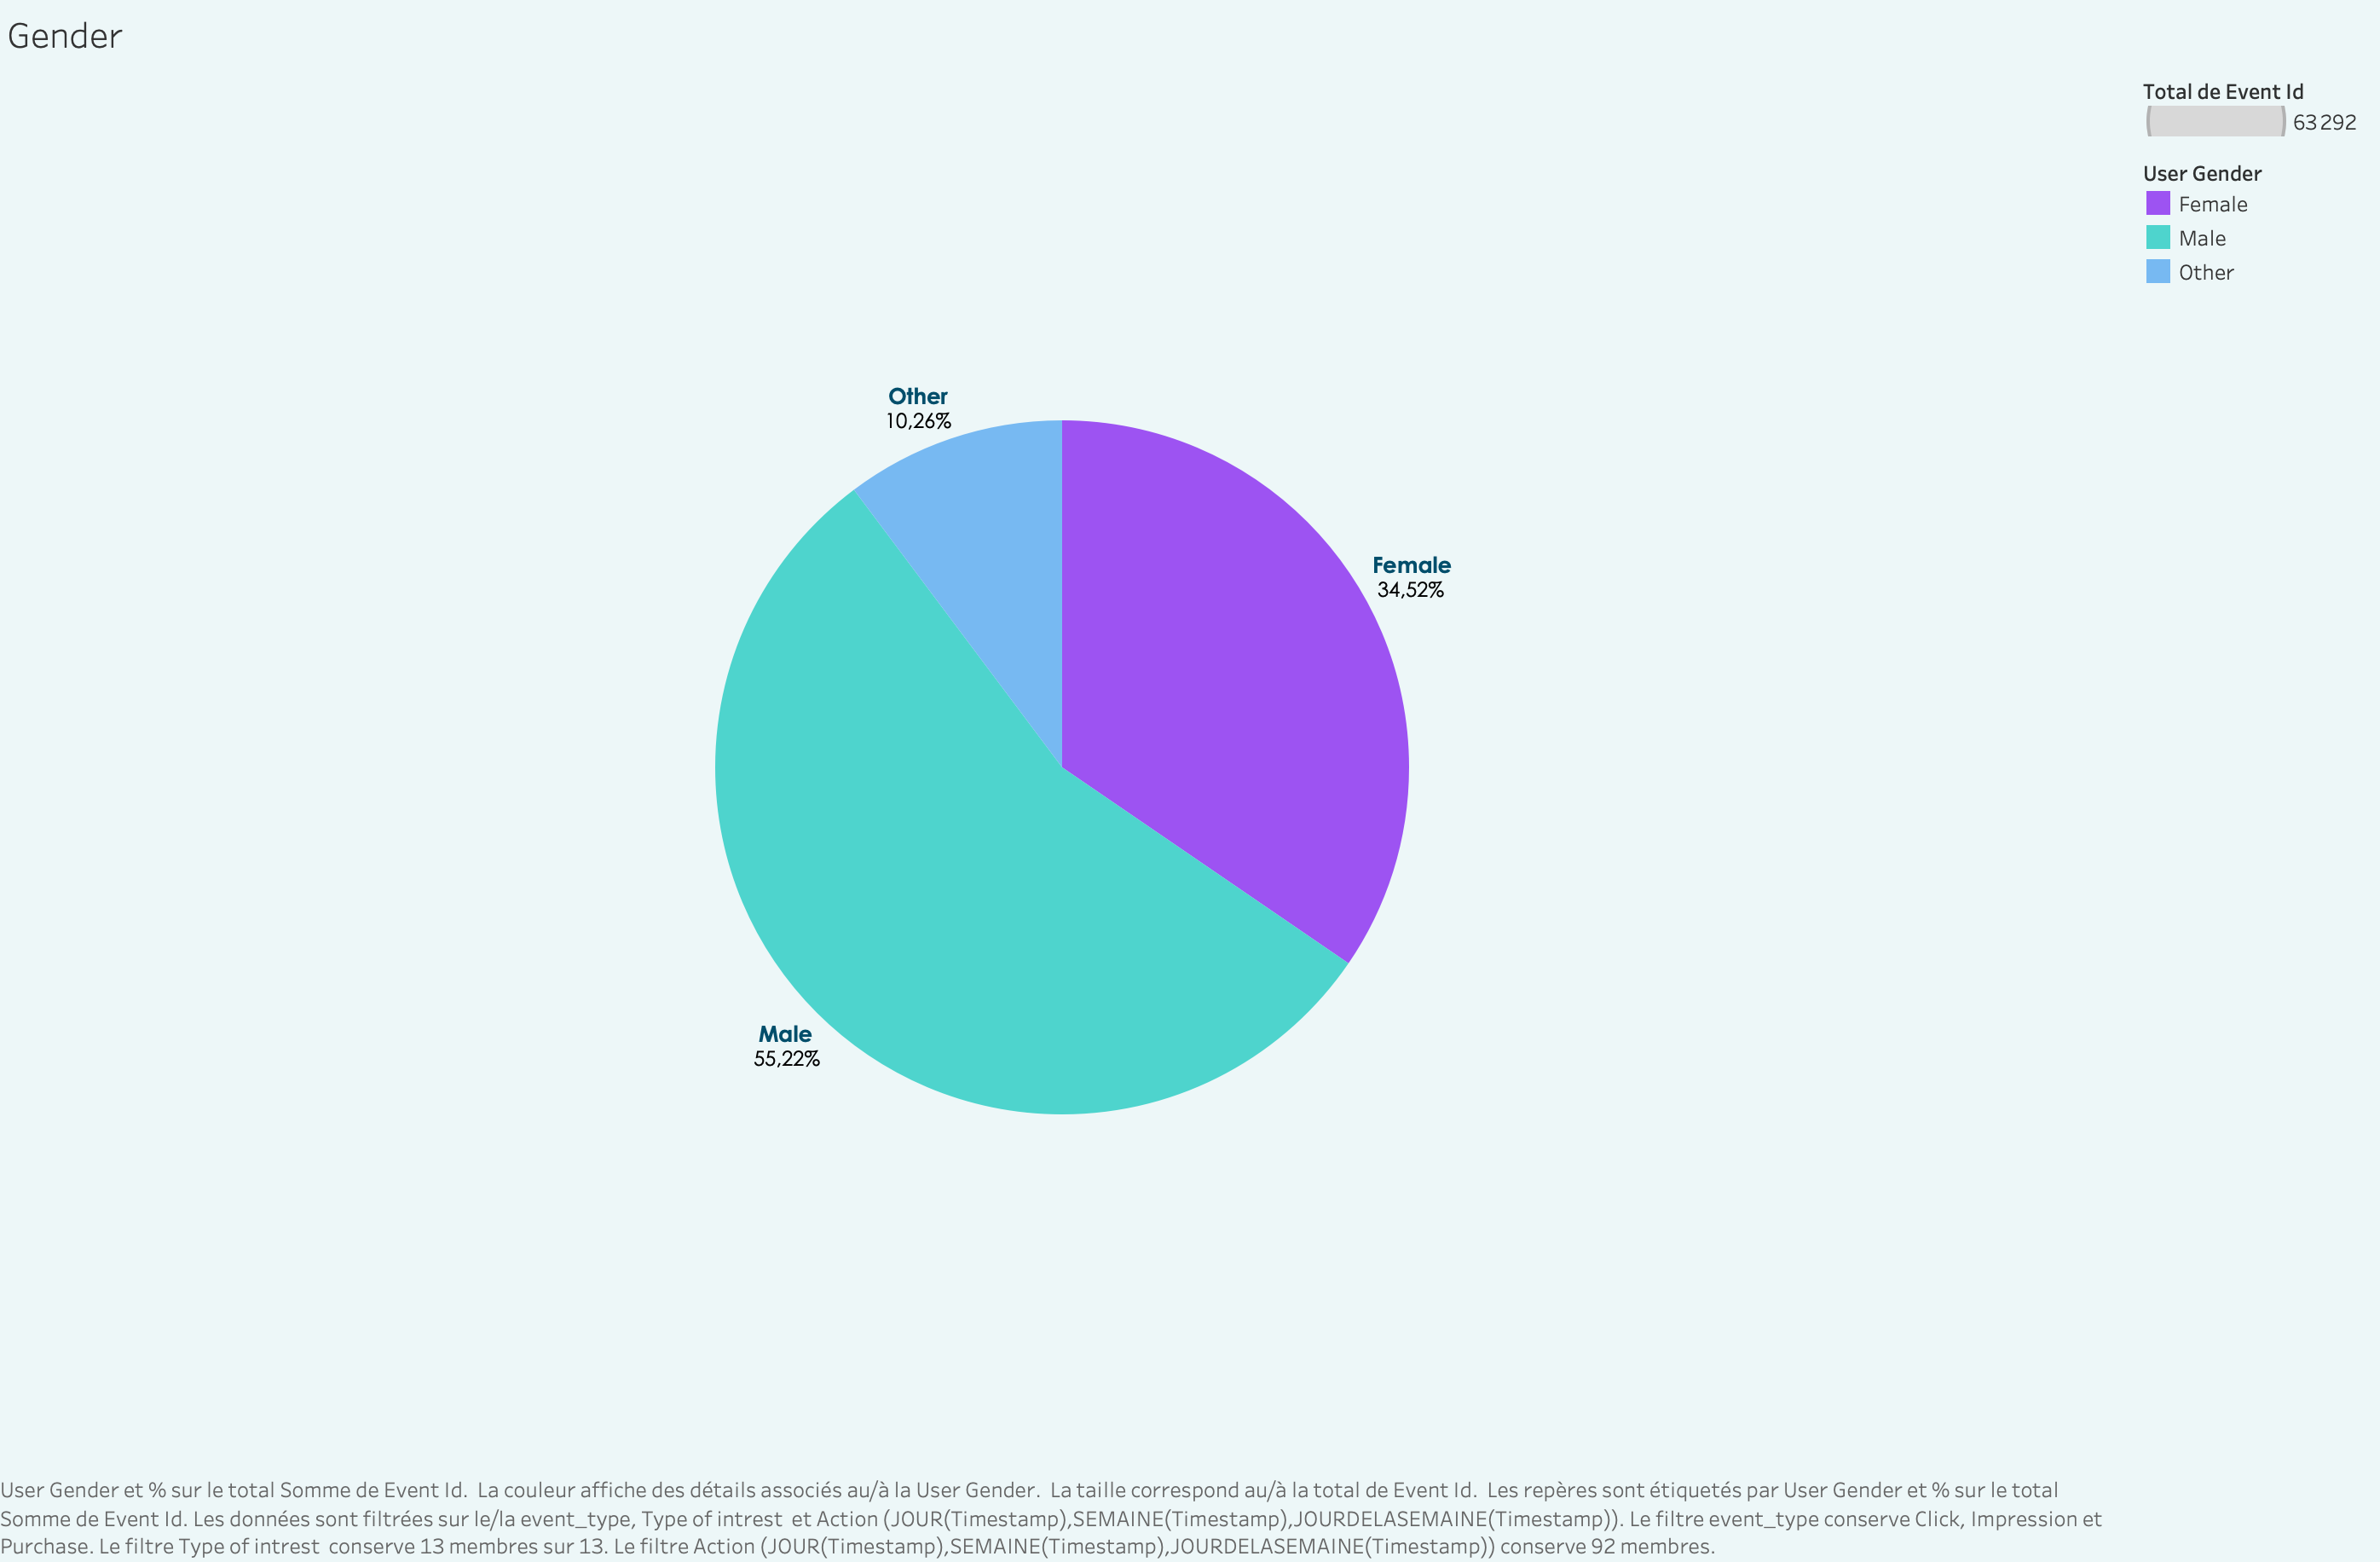 Gender
Total de Event Id
63 292
User Gender
Female
Male
Other
Other
10,26%
Female
34,52%
Male
55,22%
User Gender et % sur le total Somme de Event Id.  La couleur affiche des détails associés au/à la User Gender.  La taille correspond au/à la total de Event Id.  Les repères sont étiquetés par User Gender et % sur le total
Somme de Event Id. Les données sont filtrées sur le/la event_type, Type of intrest  et Action (JOUR(Timestamp),SEMAINE(Timestamp),JOURDELASEMAINE(Timestamp)). Le filtre event_type conserve Click, Impression et
Purchase. Le filtre Type of intrest  conserve 13 membres sur 13. Le filtre Action (JOUR(Timestamp),SEMAINE(Timestamp),JOURDELASEMAINE(Timestamp)) conserve 92 membres.